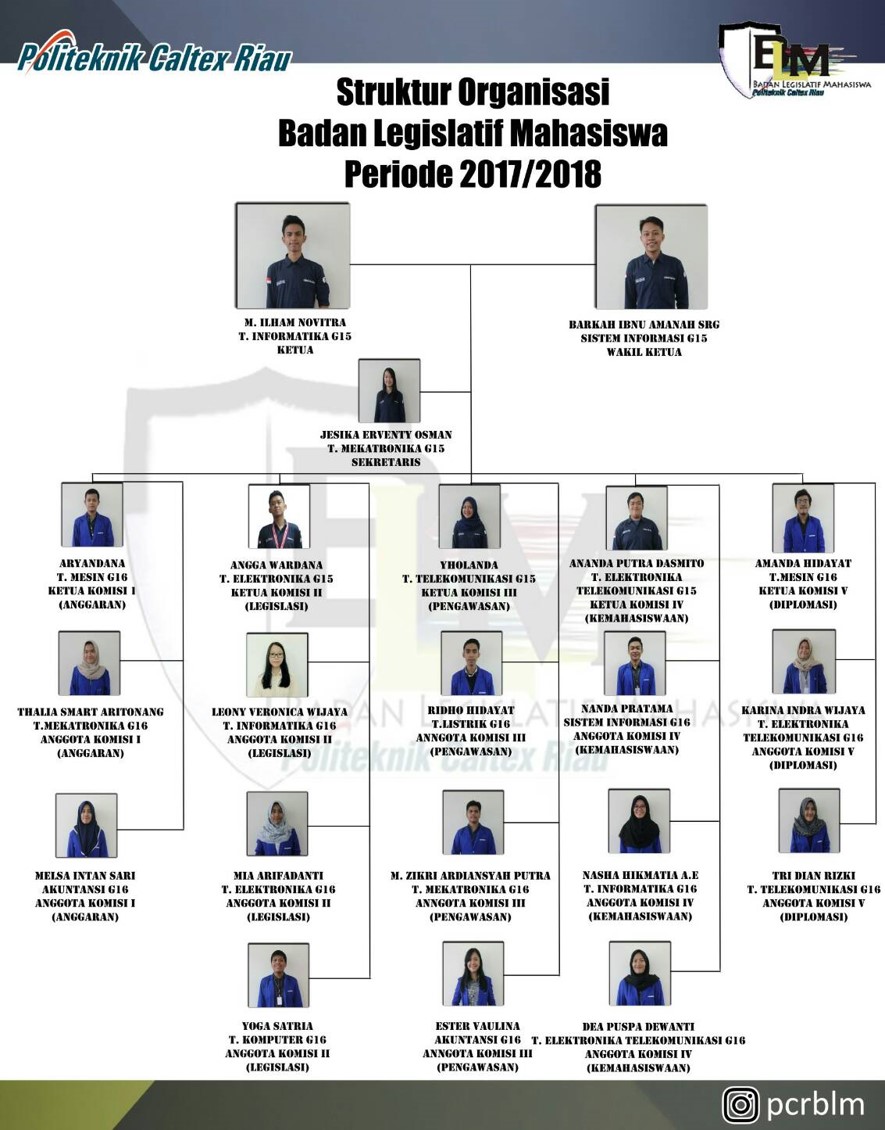 Politeknik Caltex Riau
BLM
Badan Legislatif Mahasiswa
Politeknik Caltex Riau
Struktur Organisasi
Badan Legislatif Mahasiswa
Periode 2017/2018
M. ILHAM NOVITRA
T. INFORMATIKA G15
KETUA
BARKAH IBNU AMANAH SRG
SISTEM INFORMASI G15
WAKIL KETUA
JESIKA ERVENTY OSMAN
T. MEKATRONIKA G15
SEKRETARIS
ARYANDANA
T. MESIN G16
KETUA KOMISI I
(ANGGARAN)
ANGGA WARDANA
T. ELEKTRONIKA G15
KETUA KOMISI II
(LEGISLASI)
YHOLANDA
T. TELEKOMUNIKASI G15
KETUA KOMISI III
(PENGAWASAN)
ANANDA PUTRA DASMITO
T. ELEKTRONIKA
TELEKOMUNIKASI G15
KETUA KOMISI IV
(KEMAHASISWAAN)
AMANDA HIDAYAT
T.MESIN G16
KETUA KOMISI V
(DIPLOMASI)
THALIA SMART ARITONANG
T.MEKATRONIKA G16
ANGGOTA KOMISI I
(ANGGARAN)
LEONY VERONICA WIJAYA
T. INFORMATIKA G16
ANGGOTA KOMISI II
(LEGISLASI)
RIDHO HIDAYAT
T.LISTRIK G16
ANNGOTA KOMISI III
(PENGAWASAN)
NANDA PRATAMA
SISTEM INFORMASI G16
ANGGOTA KOMISI IV
(KEMAHASISWAAN)
KARINA INDRA WIJAYA
T. ELEKTRONIKA
TELEKOMUNIKASI G16
ANGGOTA KOMISI V
(DIPLOMASI)
BLM
Badan Legislatif Mahasiswa
Politeknik Caltex Riau
MELSA INTAN SARI
AKUNTANSI G16
ANGGOTA KOMISI I
(ANGGARAN)
MIA ARIFADANTI
T. ELEKTRONIKA G16
ANGGOTA KOMISI II
(LEGISLASI)
M. ZIKRI ARDIANSYAH PUTRA
T. MEKATRONIKA G16
ANNGOTA KOMISI III
(PENGAWASAN)
NASHA HIKMATIA A.E
T. INFORMATIKA G16
ANGGOTA KOMISI IV
(KEMAHASISWAAN)
TRI DIAN RIZKI
T. TELEKOMUNIKASI G16
ANGGOTA KOMISI V
(DIPLOMASI)
YOGA SATRIA
T. KOMPUTER G16
ANGGOTA KOMISI II
(LEGISLASI)
ESTER VAULINA
AKUNTANSI G16
ANNGOTA KOMISI III
(PENGAWASAN)
DEA PUSPA DEWANTI
T. ELEKTRONIKA TELEKOMUNIKASI G16
ANGGOTA KOMISI IV
(KEMAHASISWAAN)
pcrblm